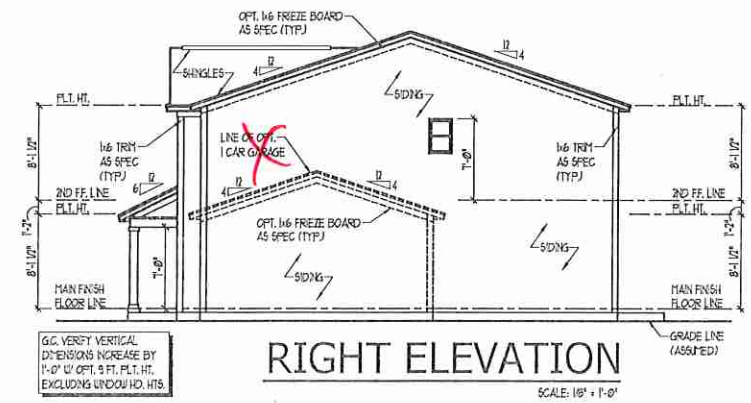 OPT. 1x6 FRIEZE BOARD
AS SPEC (TYP.)
12
4
12
4
SHINGLES
SIDING
PLT. HT.
PLT. HT.
8'-1 1/2"
1x6 TRIM
AS SPEC
(TYP.)
LINE OF OPT.
1 CAR GARAGE
7'-0"
1x6 TRIM
AS SPEC
(TYP.)
8'-1 1/2"
12
6
12
4
12
4
2ND FF. LINE
PLT. HT.
2ND FF. LINE
PLT. HT.
1'-2"
1'-2"
OPT. 1x6 FRIEZE BOARD
AS SPEC (TYP.)
8'-1 1/2"
7'-0"
SIDING
SIDING
8'-1 1/2"
MAIN FINISH
FLOOR LINE
MAIN FINISH
FLOOR LINE
G.C. VERIFY VERTICAL
DIMENSIONS INCREASE BY
1'-0" W/ OPT. 9 FT. PLT. HT.
EXCLUDING WINDOW HD. HTS.
RIGHT ELEVATION
GRADE LINE
(ASSUMED)
SCALE: 1/8" = 1'-0"